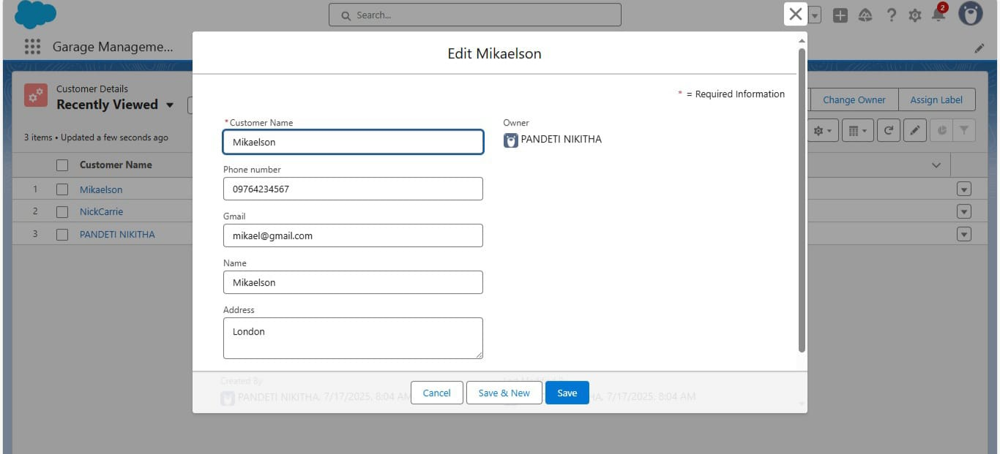 Search...
2
Garage Manageme...
Edit Mikaelson
* = Required Information
Customer Details
Recently Viewed
Change Owner
Assign Label
3 items • Updated a few seconds ago
*Customer Name
Mikaelson
Owner
PANDETI NIKITHA
Customer Name
1 Mikaelson
2 NickCarrie
3 PANDETI NIKITHA
Phone number
09764234567
Gmail
mikael@gmail.com
Name
Mikaelson
Address
London
Created By
PANDETI NIKITHA, 7/17/2025, 8:04 AM
7/17/2025, 8:04 AM
Cancel
Save & New
Save